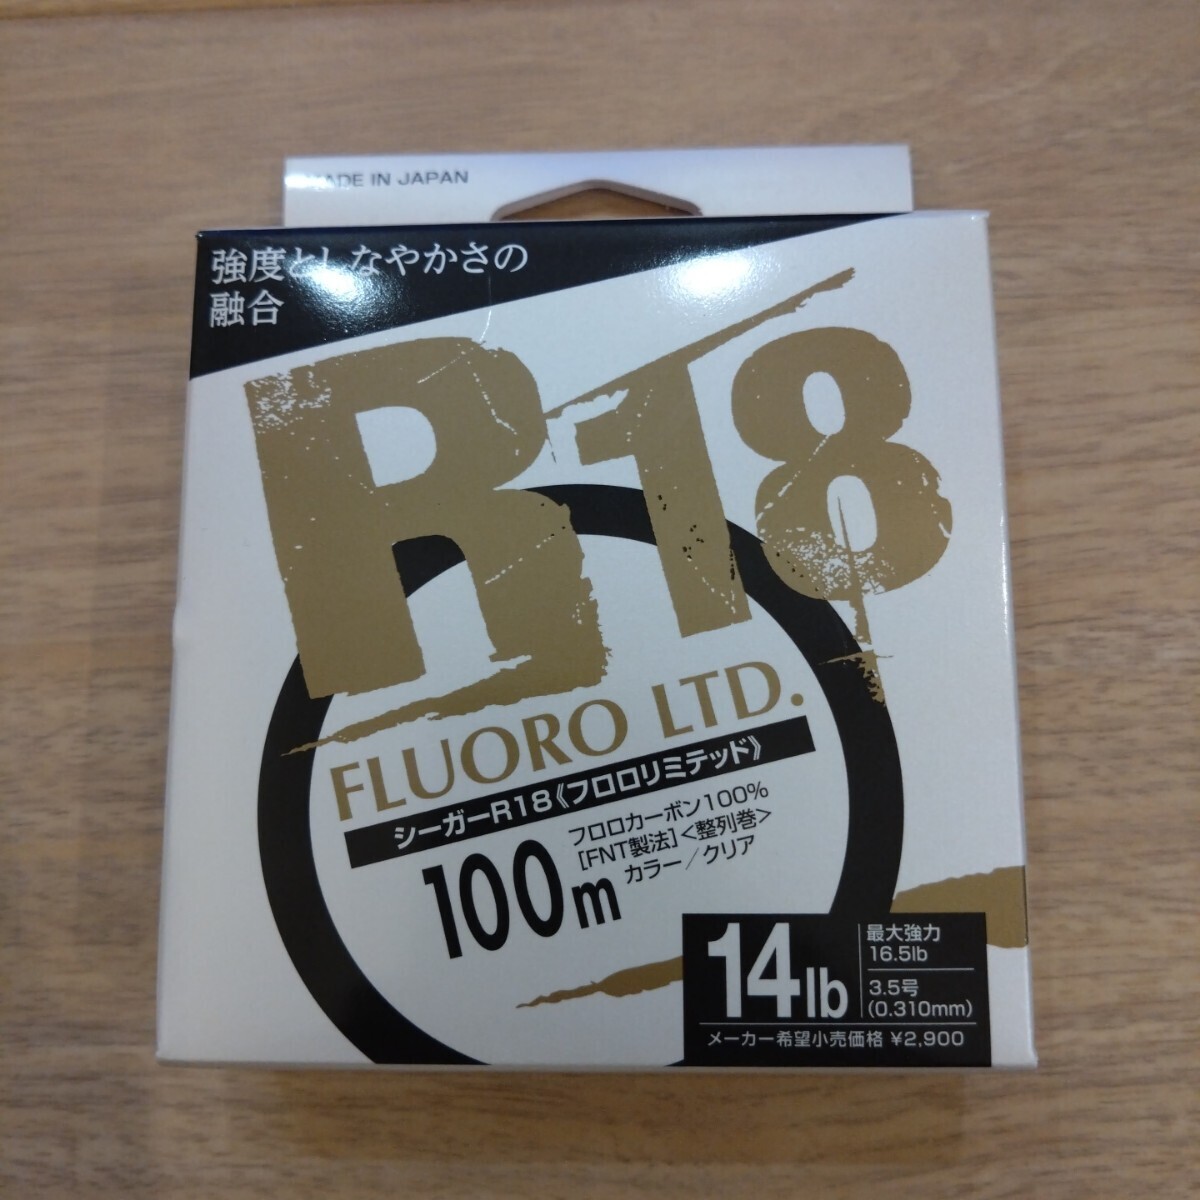 MADE IN JAPAN
強度としなやかさの
融合
R18
FLUORO LTD.
シーガーR18《フロロリミテッド》
100m
フロロカーボン100%
[FNT製法]<整列巻>
カラー/クリア
14lb
最大強力
16.5lb
3.5号
(0.310mm)
メーカー希望小売価格 ¥2,900